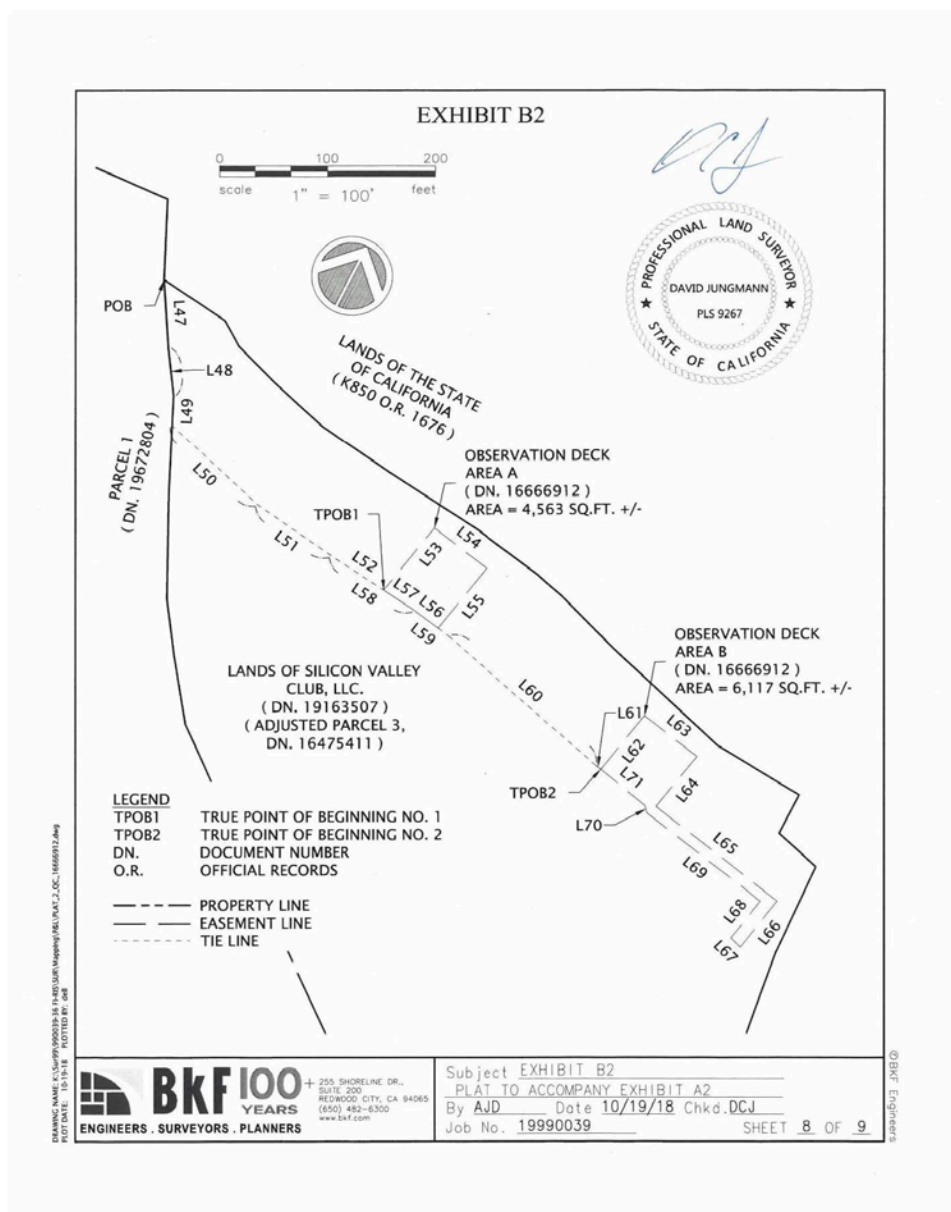 EXHIBIT B2
0 100 200
scale 1" = 100' feet
PROFESSIONAL LAND SURVEYOR
DAVID JUNGMANN
PLS 9267
STATE OF CALIFORNIA
POB
L47
L48
L49
PARCEL 1
( DN. 19672804 )
LANDS OF THE STATE
OF CALIFORNIA
( K850 O.R. 1676 )
L50
L51
L52
TPOB1
OBSERVATION DECK
AREA A
( DN. 16666912 )
AREA = 4,563 SQ.FT. +/-
L53
L54
L55
L57 L56
L58
L59
L60
LANDS OF SILICON VALLEY
CLUB, LLC.
( DN. 19163507 )
( ADJUSTED PARCEL 3,
DN. 16475411 )
OBSERVATION DECK
AREA B
( DN. 16666912 )
AREA = 6,117 SQ.FT. +/-
L61
L62
L63
L64
L71
TPOB2
L70
L65
L69
L68
L66
L67
LEGEND
TPOB1 TRUE POINT OF BEGINNING NO. 1
TPOB2 TRUE POINT OF BEGINNING NO. 2
DN. DOCUMENT NUMBER
O.R. OFFICIAL RECORDS
PROPERTY LINE
EASEMENT LINE
TIE LINE
PLOT DATE: 10-19-18 PLOTTED BY: dell
BKF 100+ YEARS
ENGINEERS . SURVEYORS . PLANNERS
255 SHORELINE DR.,
SUITE 200
REDWOOD CITY, CA 94065
(650) 482-6300
www.bkf.com
Subject EXHIBIT B2
PLAT TO ACCOMPANY EXHIBIT A2
By AJD Date 10/19/18 Chkd.DCJ
Job No. 19990039 SHEET 8 OF 9
©BKF Engineers